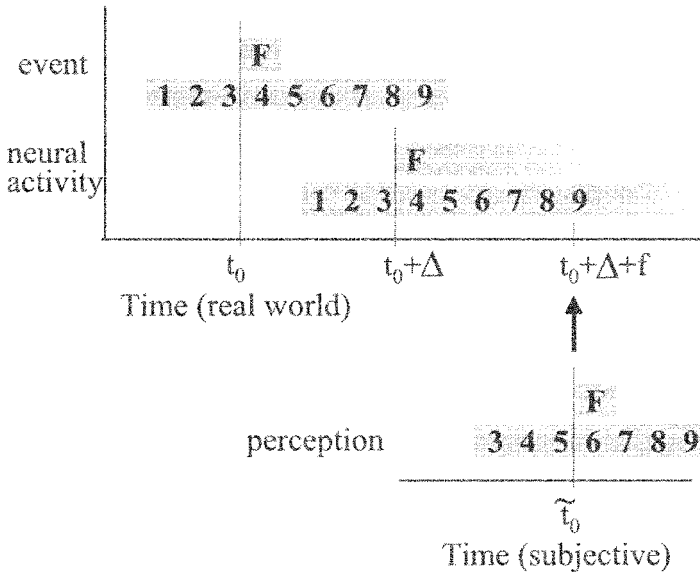 event
F
1 2 3 4 5 6 7 8 9
neural
activity
F
1 2 3 4 5 6 7 8 9
t₀ t₀+Δ t₀+Δ+f
Time (real world)
perception
F
3 4 5 6 7 8 9
t̃₀
Time (subjective)